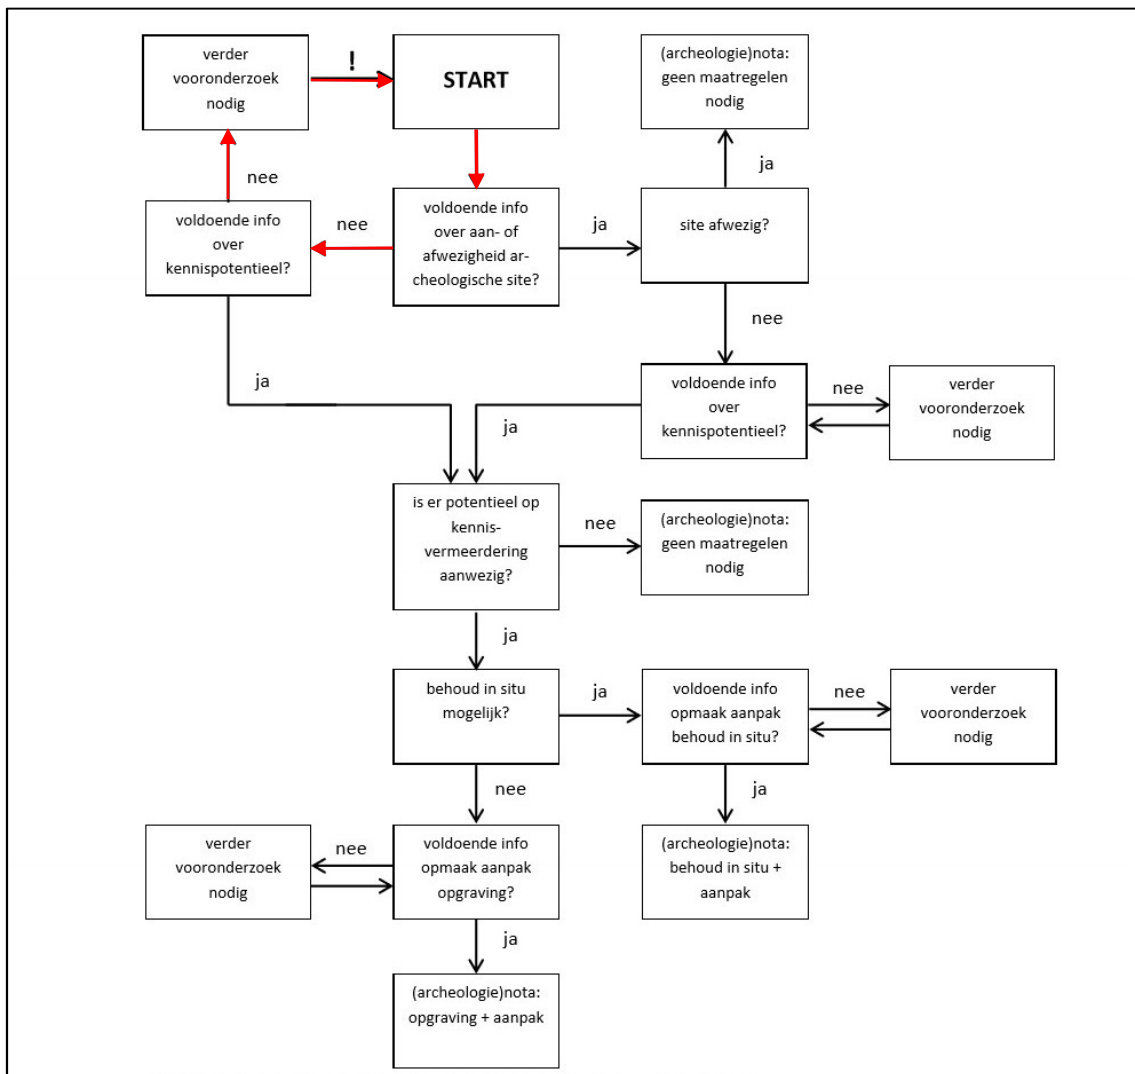 verder
vooronderzoek
nodig
!
START
(archeologie)nota:
geen maatregelen
nodig
nee
ja
voldoende info
over
kennispotentieel?
nee
voldoende info
over aan- of
afwezigheid ar-
cheologische site?
ja
site afwezig?
nee
ja
voldoende info
over
kennispotentieel?
nee
verder
vooronderzoek
nodig
ja
is er potentieel op
kennis-
vermeerdering
aanwezig?
nee
(archeologie)nota:
geen maatregelen
nodig
ja
behoud in situ
mogelijk?
ja
voldoende info
opmaak aanpak
behoud in situ?
nee
verder
vooronderzoek
nodig
nee
ja
verder
vooronderzoek
nodig
nee
voldoende info
opmaak aanpak
opgraving?
(archeologie)nota:
behoud in situ +
aanpak
ja
(archeologie)nota:
opgraving + aanpak